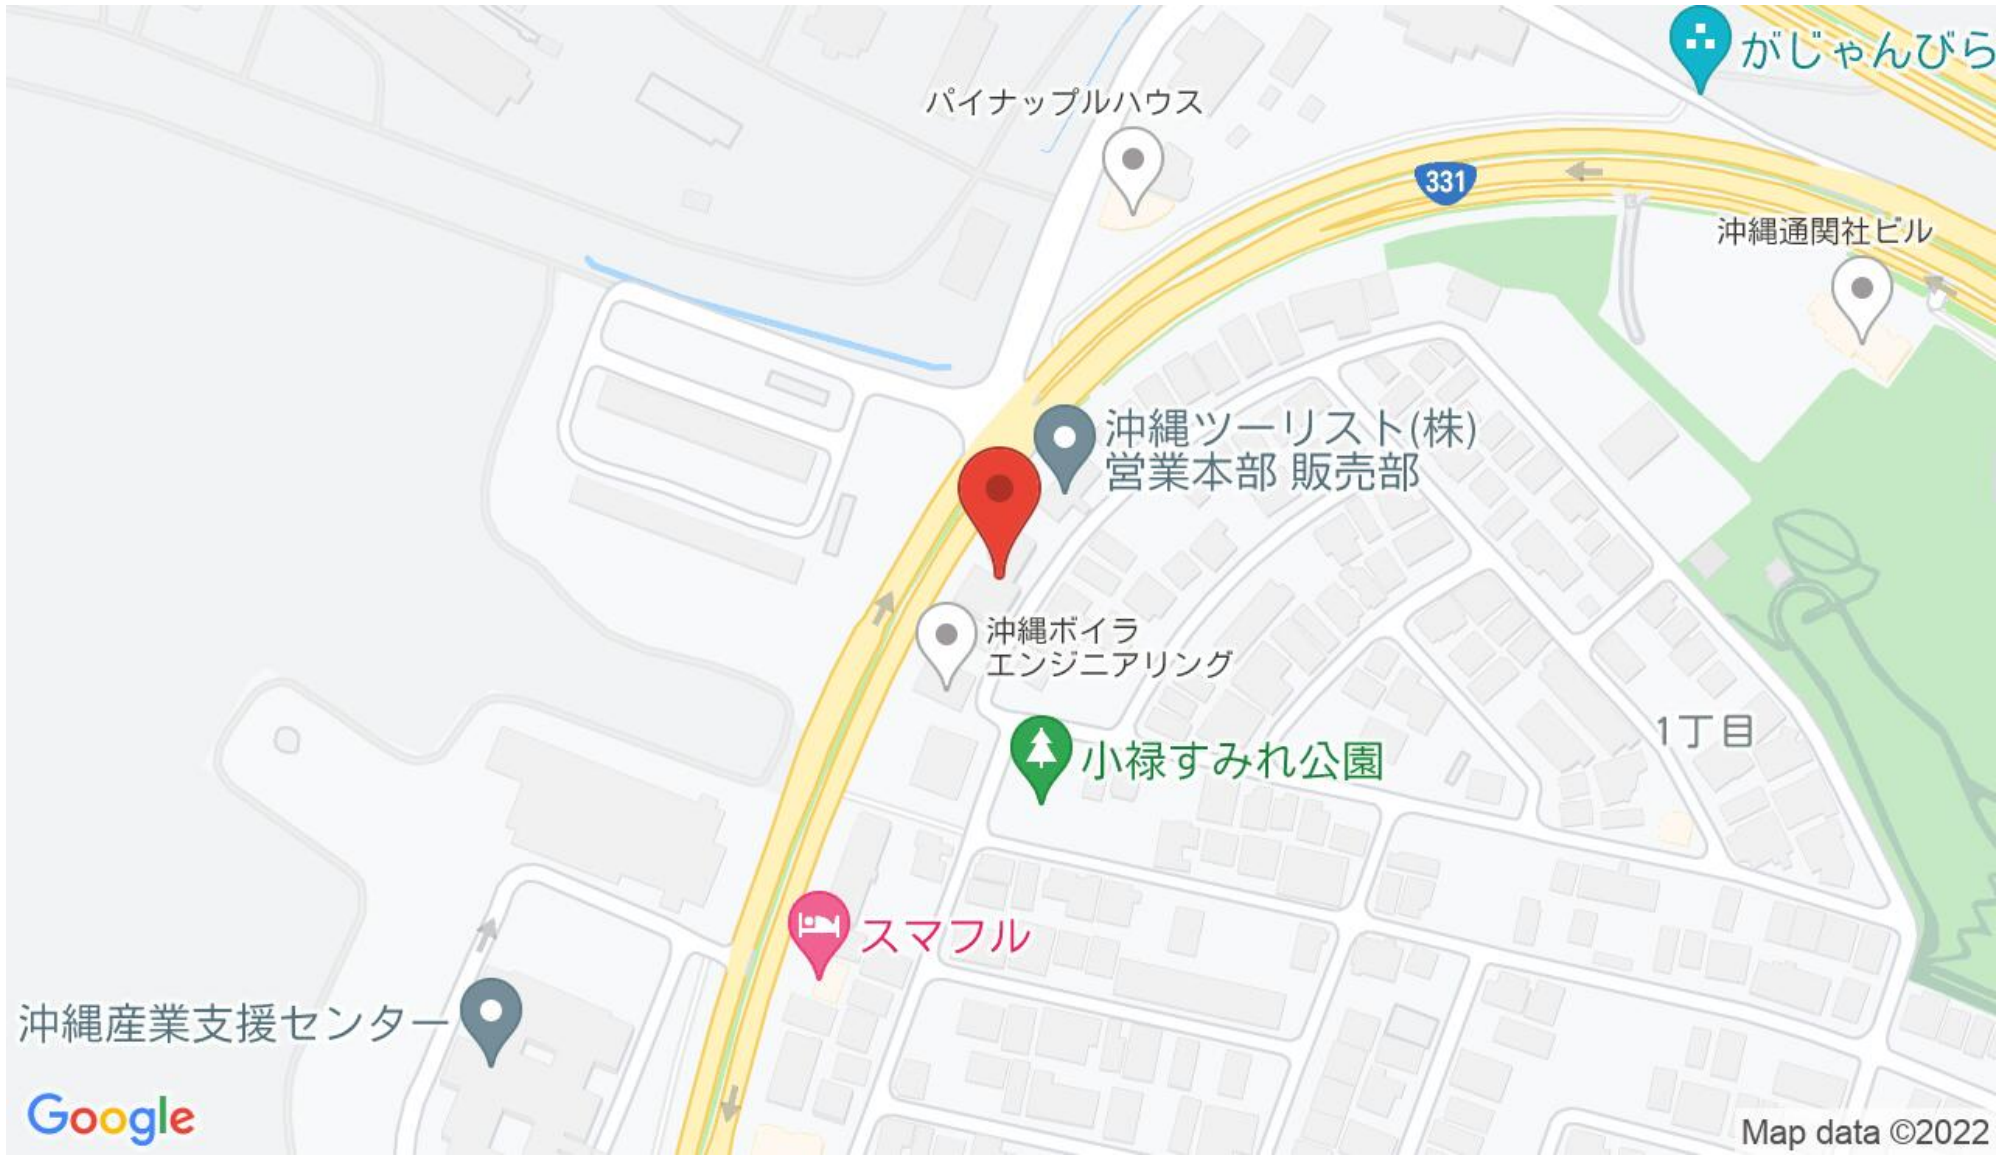 がじゃんびら
パイナップルハウス
331
沖縄通関社ビル
沖縄ツーリスト(株)
営業本部 販売部
沖縄ボイラ
エンジニアリング
1丁目
小禄すみれ公園
スマフル
沖縄産業支援センター
Google
Map data ©2022